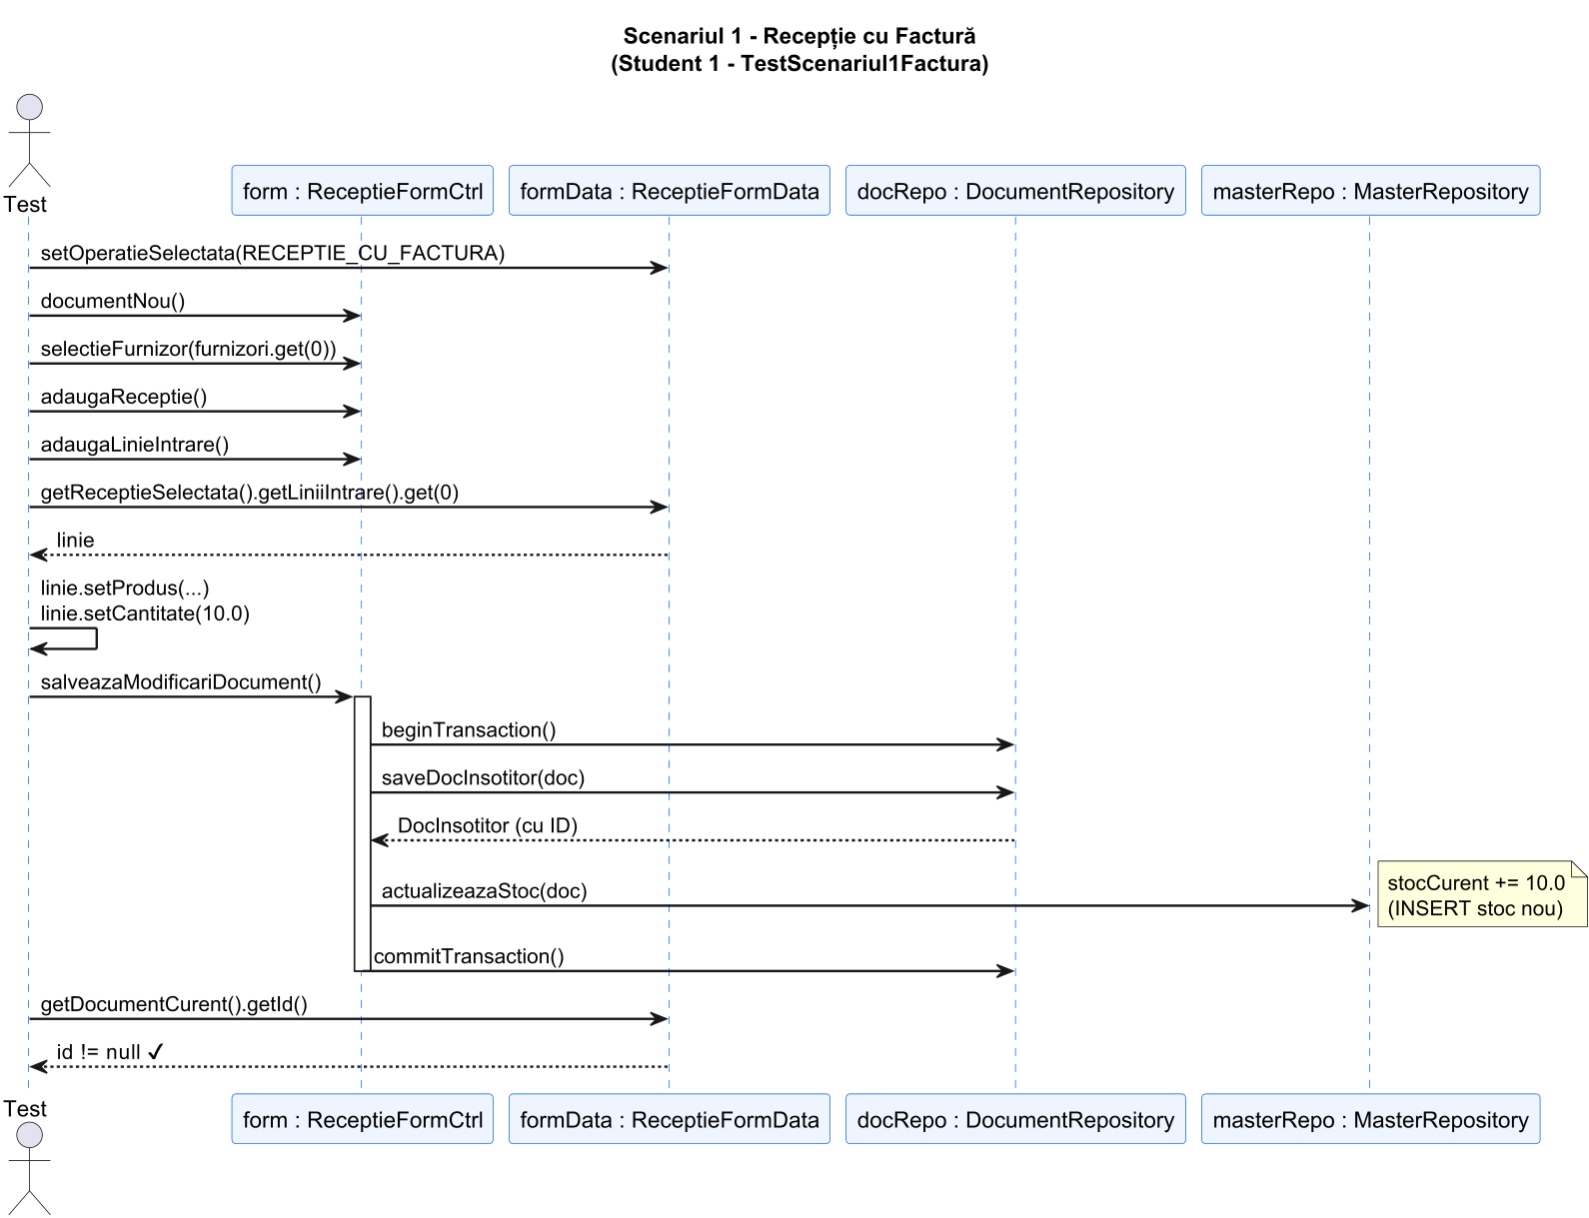 Scenariul 1 - Recepție cu Factură
(Student 1 - TestScenariul1Factura)
Test
form : ReceptieFormCtrl
formData : ReceptieFormData
docRepo : DocumentRepository
masterRepo : MasterRepository
setOperatieSelectata(RECEPTIE_CU_FACTURA)
documentNou()
selectieFurnizor(furnizori.get(0))
adaugaReceptie()
adaugaLinieIntrare()
getReceptieSelectata().getLiniiIntrare().get(0)
linie
linie.setProdus(...)
linie.setCantitate(10.0)
salveazaModificariDocument()
beginTransaction()
saveDocInsotitor(doc)
DocInsotitor (cu ID)
actualizeazaStoc(doc)
stocCurent += 10.0
(INSERT stoc nou)
commitTransaction()
getDocumentCurent().getId()
id != null ✓
Test
form : ReceptieFormCtrl
formData : ReceptieFormData
docRepo : DocumentRepository
masterRepo : MasterRepository